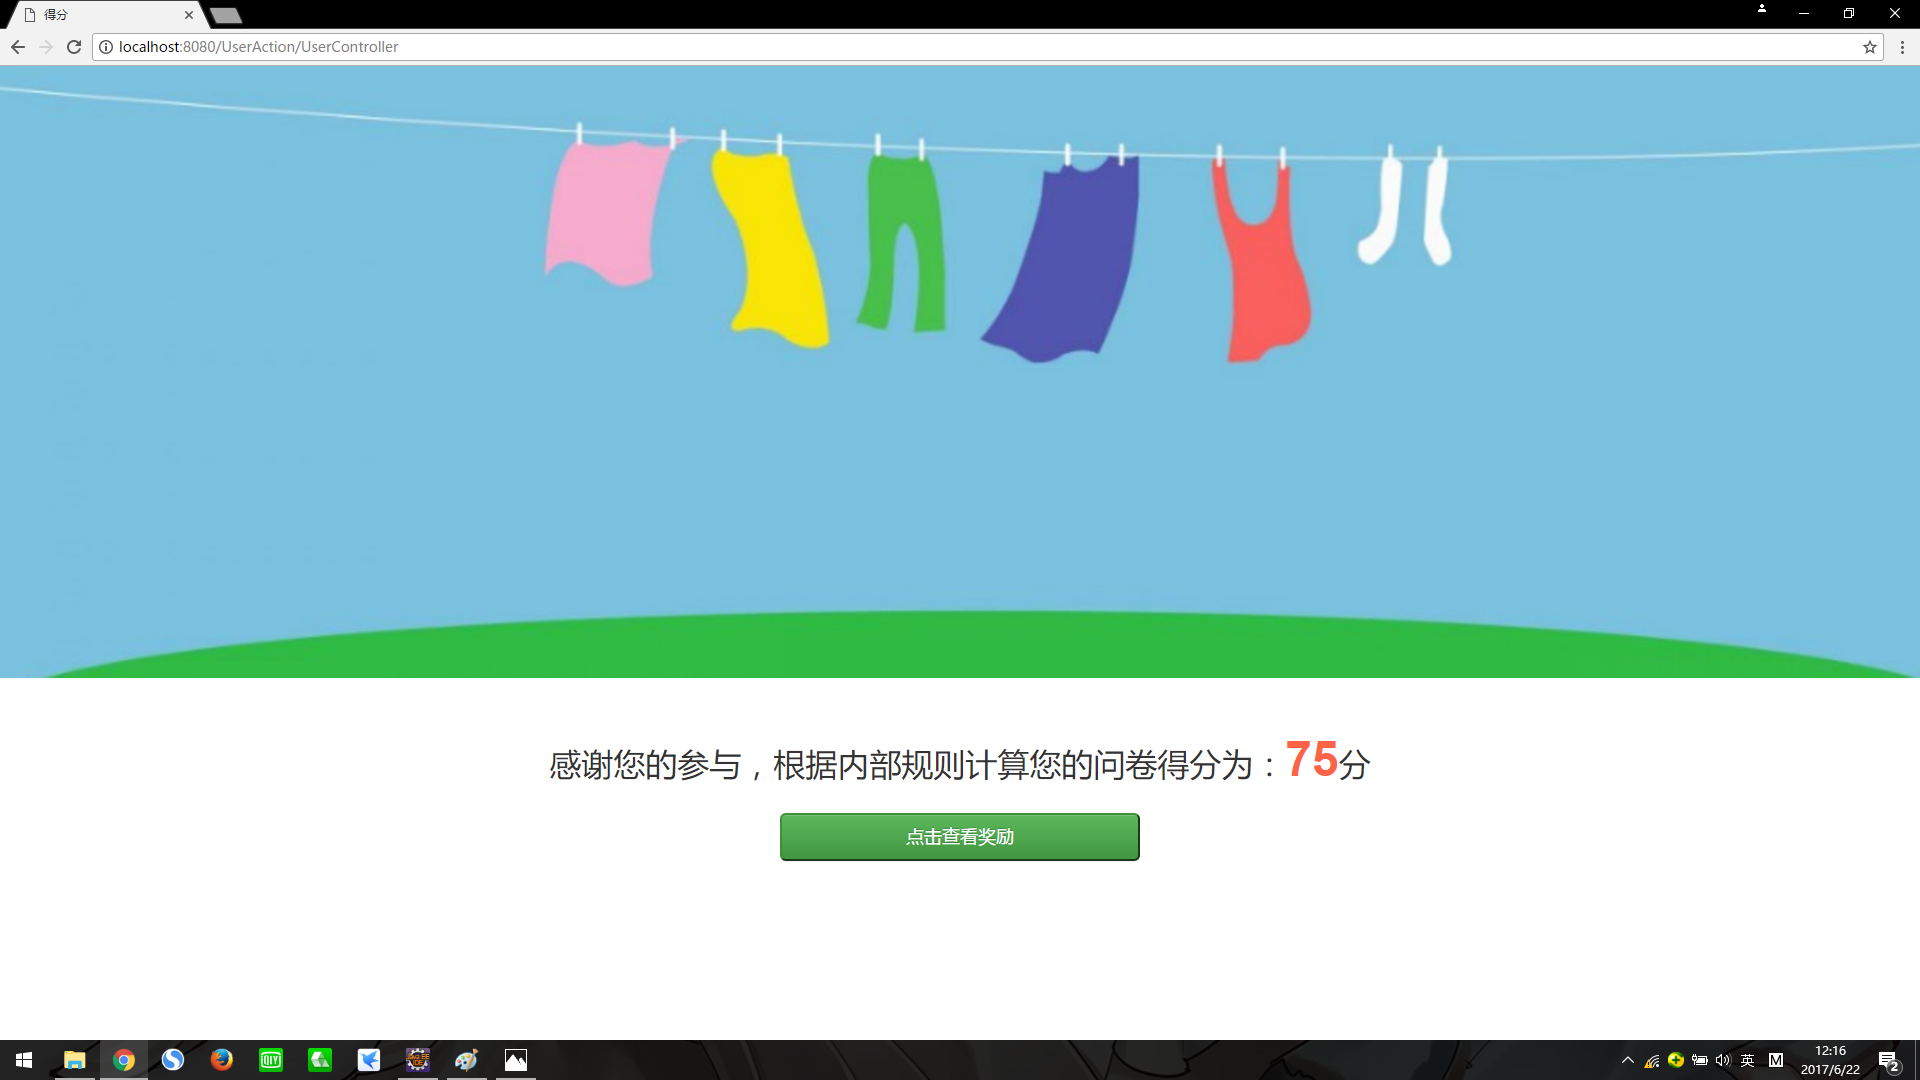 得分
localhost:8080/UserAction/UserController
感谢您的参与，根据内部规则计算您的问卷得分为：75分
点击查看奖励
QIY
英
M
12:16
2017/6/22
2